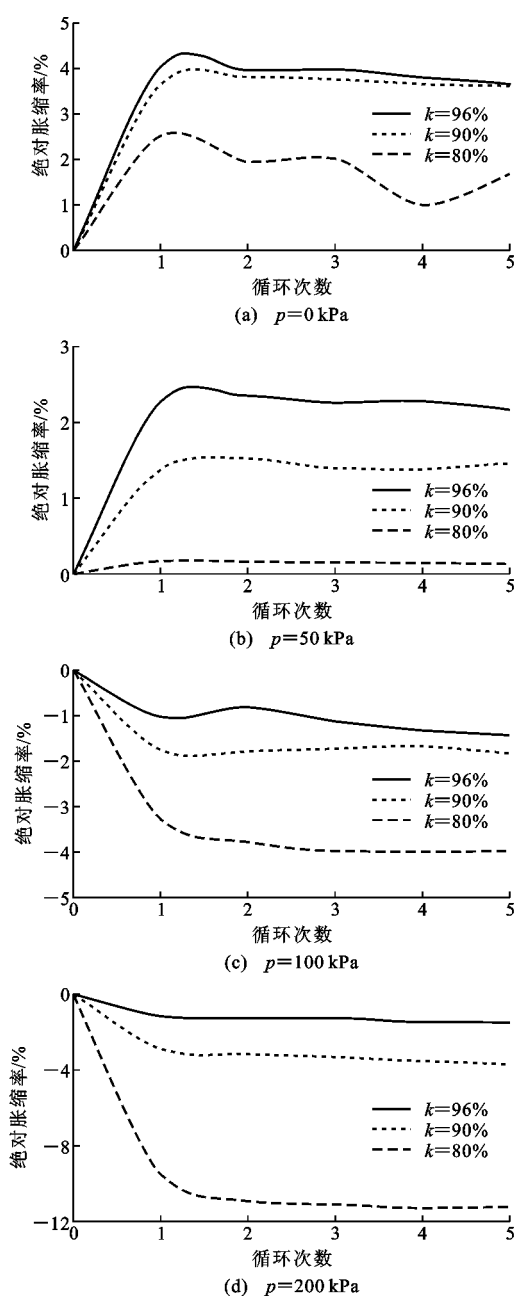 5
4
3
2
1
0
绝对胀缩率/%
k=96%
k=90%
k=80%
1 2 3 4 5
循环次数
(a) p=0 kPa
3
2
1
0
绝对胀缩率/%
k=96%
k=90%
k=80%
0 1 2 3 4 5
循环次数
(b) p=50 kPa
0
-1
-2
-3
-4
-5
绝对胀缩率/%
k=96%
k=90%
k=80%
0 1 2 3 4 5
循环次数
(c) p=100 kPa
0
-4
-8
-12
绝对胀缩率/%
k=96%
k=90%
k=80%
0 1 2 3 4 5
循环次数
(d) p=200 kPa